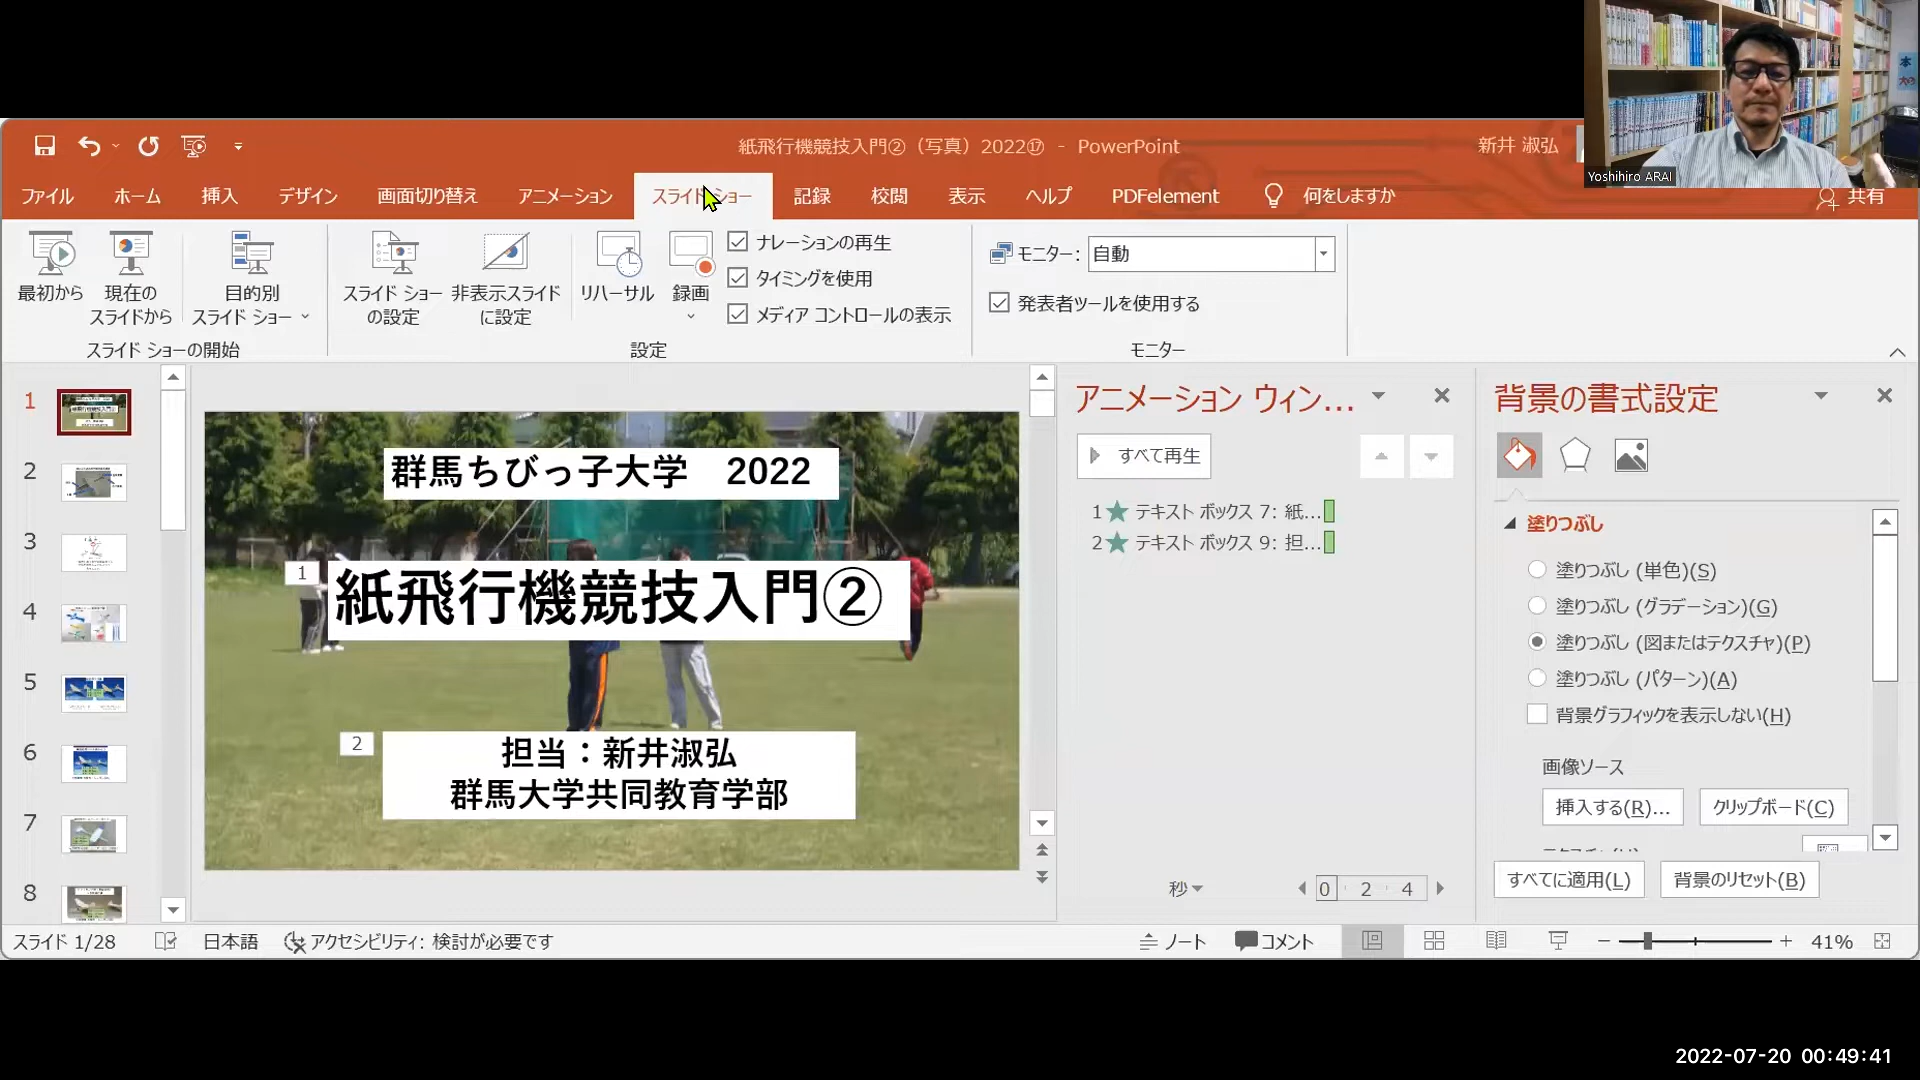 Yoshihiro ARAI
紙飛行機競技入門②（写真）2022⑰ - PowerPoint
新井 淑弘
ファイル ホーム 挿入 デザイン 画面切り替え アニメーション スライド ショー 記録 校閲 表示 ヘルプ PDFelement 何をしますか 共有
最初から
現在の
スライドから
目的別
スライド ショー
スライド ショーの開始
スライド ショー
の設定
非表示スライド
に設定
リハーサル
録画
ナレーションの再生
タイミングを使用
メディア コントロールの表示
設定
モニター: 自動
発表者ツールを使用する
モニター
1
2
3
4
5
6
7
8
群馬ちびっ子大学 2022
1
紙飛行機競技入門②
2
担当：新井淑弘
群馬大学共同教育学部
アニメーション ウィン...
すべて再生
1 テキスト ボックス 7: 紙...
2 テキスト ボックス 9: 担...
秒 0 2 4
背景の書式設定
塗りつぶし
塗りつぶし (単色)(S)
塗りつぶし (グラデーション)(G)
塗りつぶし (図またはテクスチャ)(P)
塗りつぶし (パターン)(A)
背景グラフィックを表示しない(H)
画像ソース
挿入する(R)... クリップボード(C)
すべてに適用(L) 背景のリセット(B)
スライド 1/28 日本語 アクセシビリティ: 検討が必要です ノート コメント 41%
2022-07-20 00:49:41